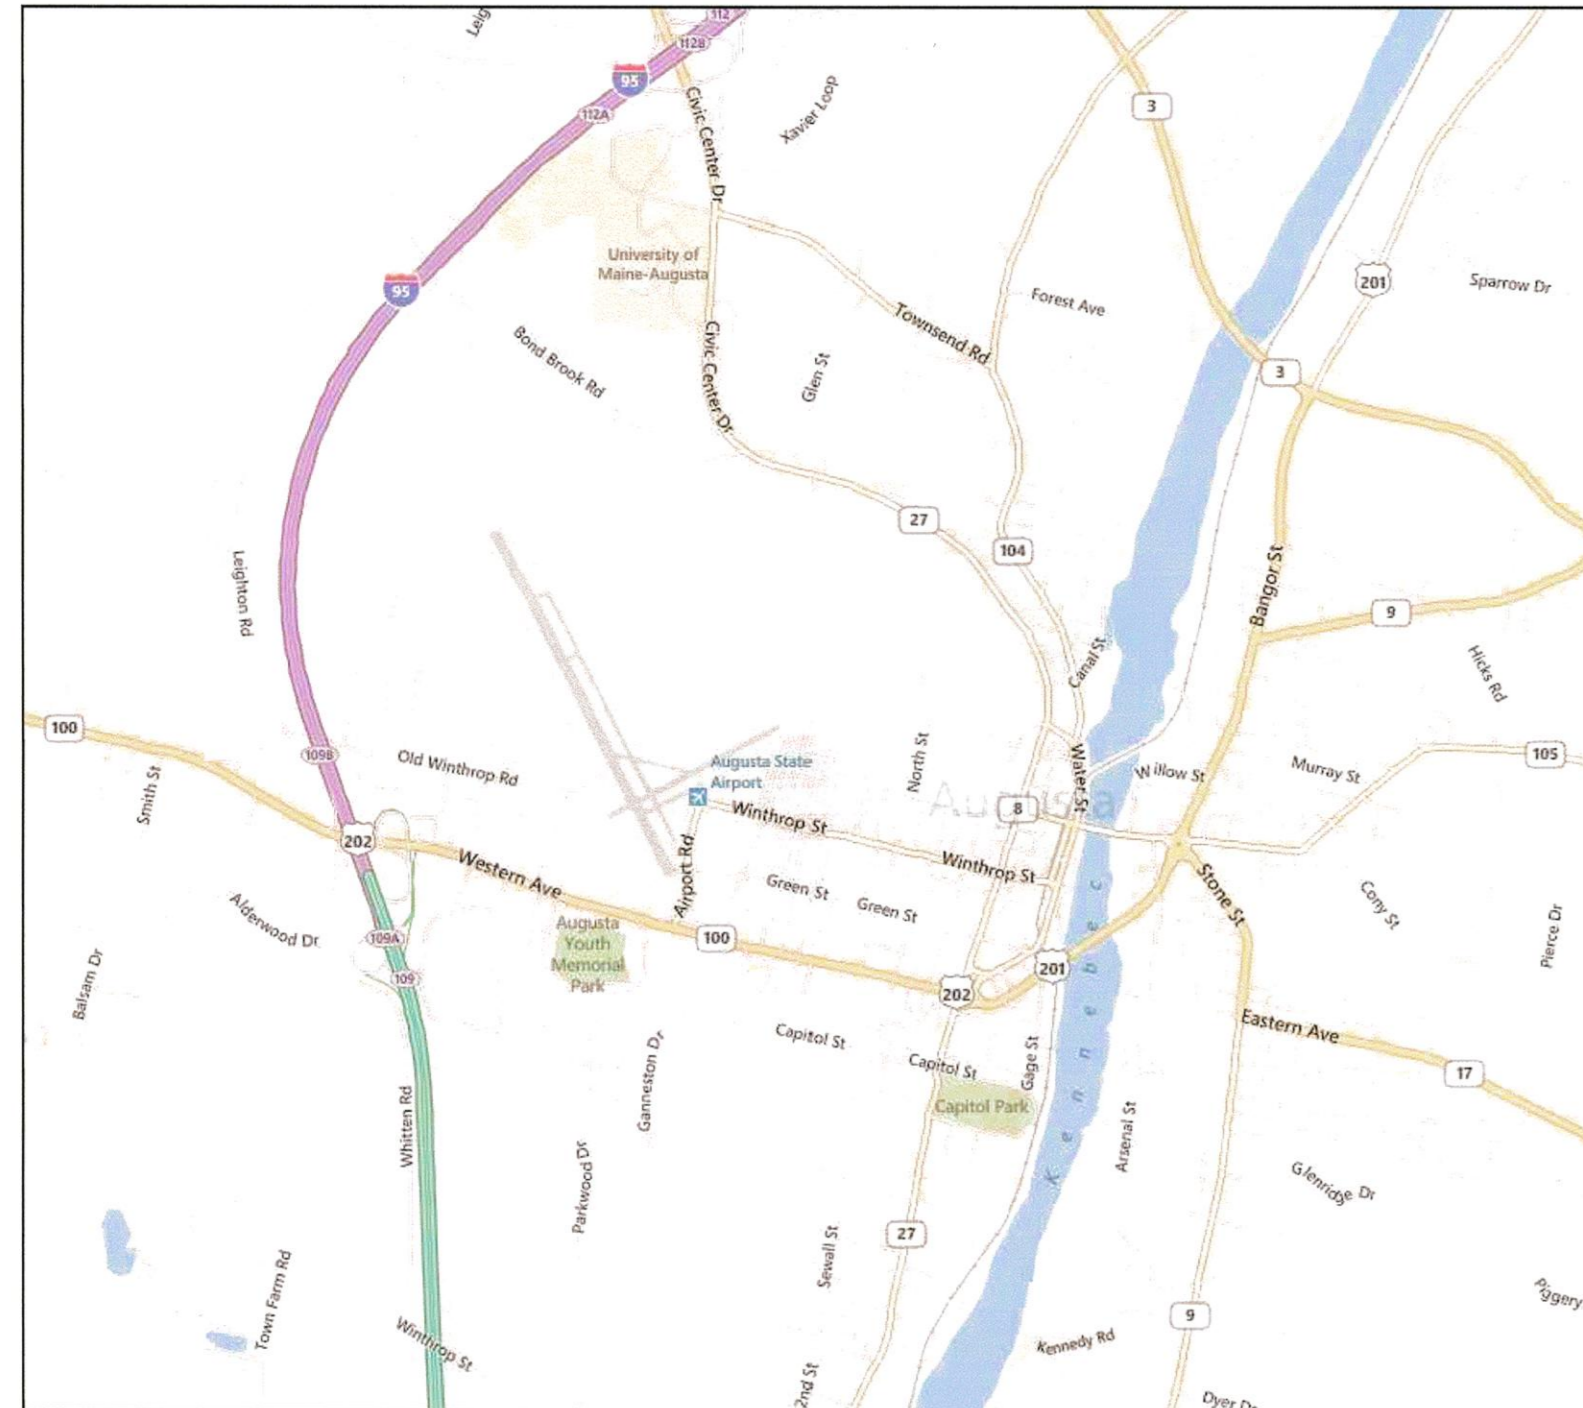 Leig
112
112B
95
112A
Civic Center Dr
Xavier Loop
3
University of
Maine-Augusta
95
201
Sparrow Dr
Forest Ave
Townsend Rd
Bond Brook Rd
Civic Center Dr
Glen St
3
27
104
Leighton Rd
Bangor St
9
Canal St
Hicks Rd
100
109B
Old Winthrop Rd
Augusta State
Airport
North St
Water St
Willow St
Murray St
105
Smith St
Augusta
8
Winthrop St
202
Western Ave
Airport Rd
Winthrop St
Green St
Green St
Stone St
Cony St
Alderwood Dr
109A
Augusta
Youth
Memorial
Park
100
Pierce Dr
Balsam Dr
109
202
201
Kennebec
Capitol St
Capitol St
Gage St
Eastern Ave
17
Ganneston Dr
Whitten Rd
Capitol Park
Arsenal St
Parkwood Dr
Glenridge Dr
Sewall St
27
Town Farm Rd
Piggery
9
Winthrop St
Kennedy Rd
2nd St
Dyer Dr